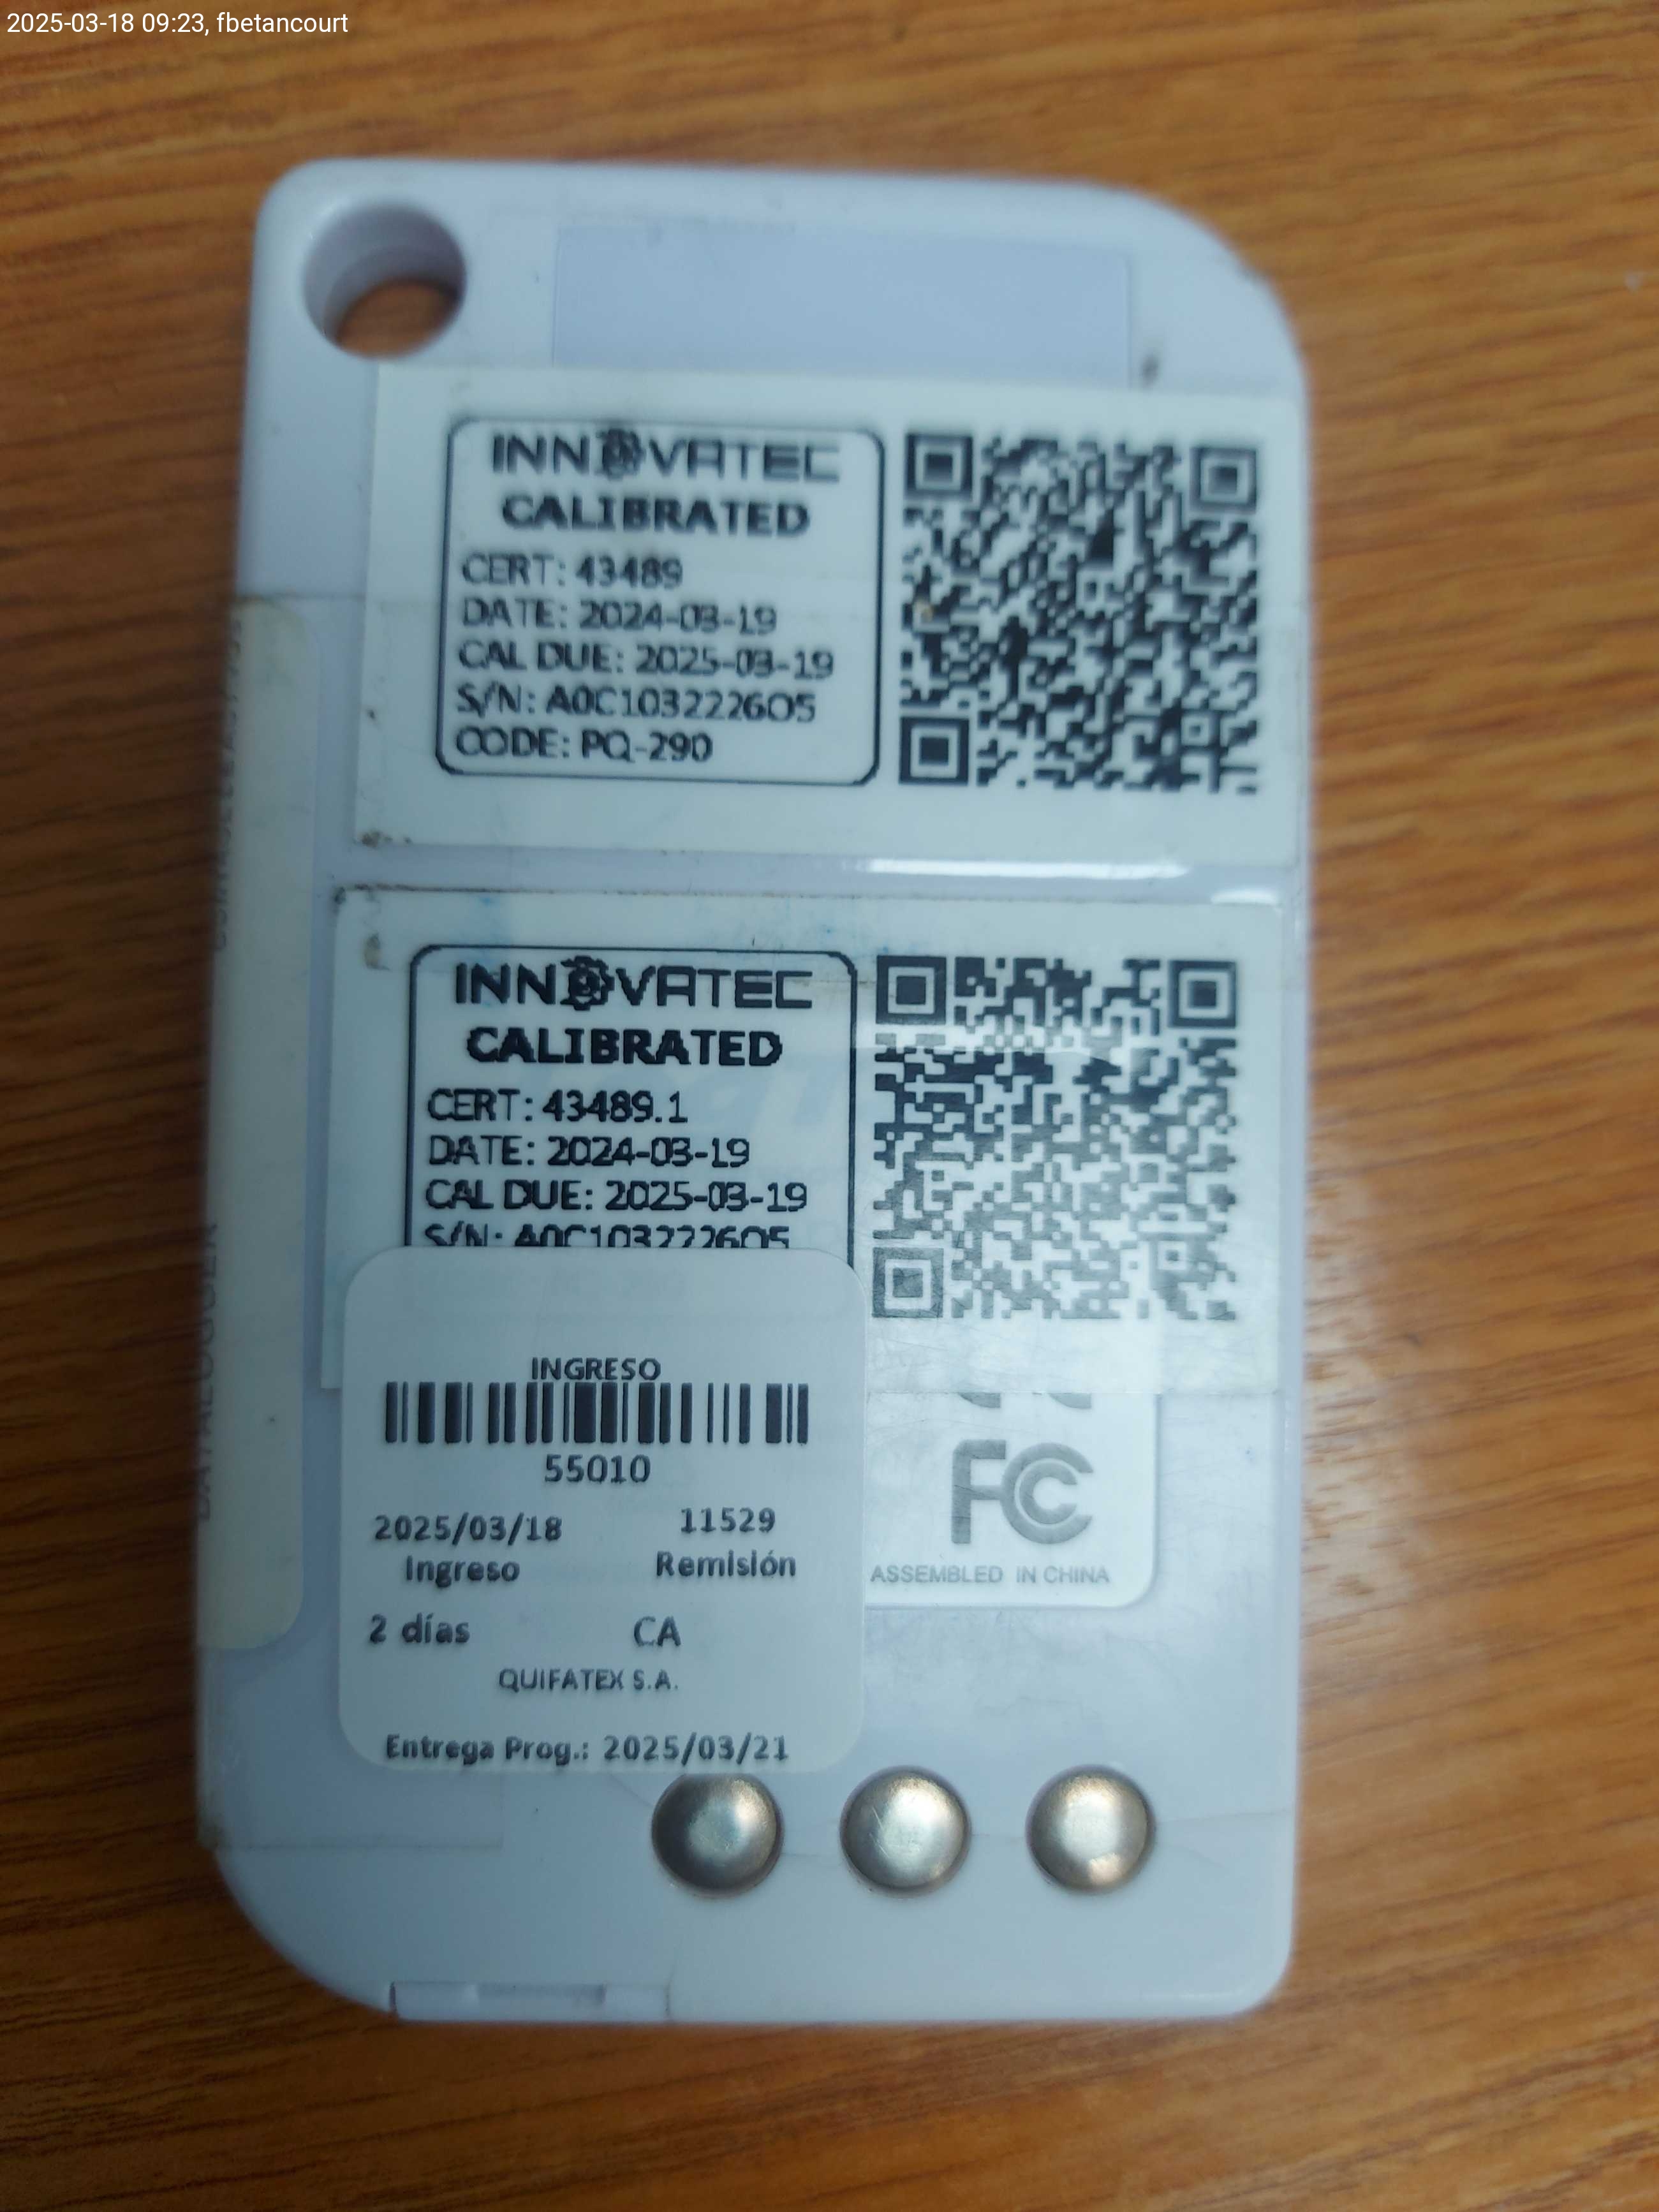 2025-03-18 09:23, fbetancourt
INNOVATEC
CALIBRATED
CERT: 43489
DATE: 2024-03-19
CAL DUE: 2025-03-19
S/N: A0C1032226O5
CODE: PQ-290
INNOVATEC
CALIBRATED
CERT: 43489.1
DATE: 2024-03-19
CAL DUE: 2025-03-19
S/N: A0C1032226O5
INGRESO
55010
2025/03/18 11529
Ingreso Remisión
2 días CA
QUIFATEX S.A.
Entrega Prog.: 2025/03/21
FC
ASSEMBLED IN CHINA